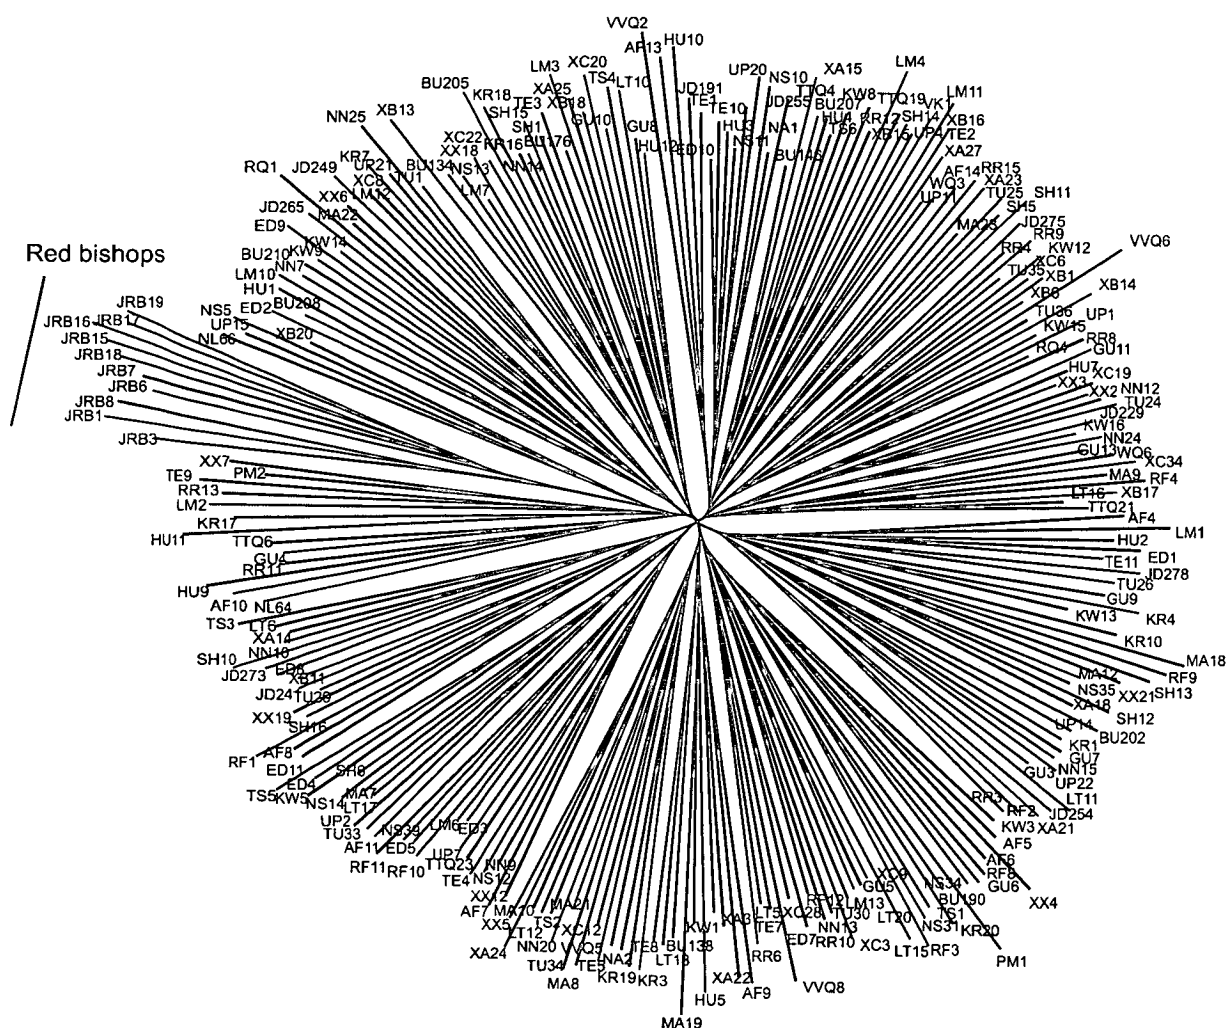 VVQ2
AF13
HU10
LM3
XC20
TS4
LT10
UP20
NS10
XA15
LM4
BU205
KR18
SH15
TE3
XA25
XB18
GU10
JD191
TE1
TE10
JD255
TTQ4
BU207
KW8
TTQ19
VK1
LM11
NN25
XB13
SH1
BU176
GU8
HU12
ED10
HU3
NS11
NA1
BU146
HU4
TS6
RR12
XB15
SH14
UP4
XB16
TE2
XC22
XX18
KR16
NN14
NS13
LM7
XA27
RQ1
JD249
KR7
UP21
BU134
XC8
TU1
LM12
XX6
MA22
AF14
RR15
WQ3
XA23
UP11
TU25
SH11
SH5
JD265
ED9
MA23
JD275
RR9
BU210
KW14
KW9
NN7
RR4
KW12
XC6
VVQ6
Red bishops
LM10
HU1
TU35
XB1
XB14
XB6
JRB19
JRB16
JRB17
JRB15
JRB18
JRB7
JRB6
JRB8
JRB1
JRB3
NS5
ED2
BU208
UP15
NL66
XB20
TU36
UP1
KW15
RR8
RQ4
GU11
HU7
XC19
XX3
XX2
NN12
TU24
JD229
KW16
NN24
XX7
TE9
PM2
RR13
LM2
GU13
WQ6
XC34
MA9
RF4
LT16
XB17
TTQ21
KR17
HU11
TTQ6
AF4
LM1
HU2
GU4
RR11
TE11
ED1
JD278
HU9
TU26
GU9
AF10
NL64
TS3
LT6
XA14
KW13
KR4
KR10
SH10
NN10
JD273
ED8
XB11
MA18
RF9
MA12
NS35
XX21
SH13
JD24
TU29
XA18
XX19
SH16
SH12
UP14
BU202
RF1
AF8
KR1
GU7
ED11
SH8
GU3
NN15
TS5
ED4
KW5
NS14
MA7
LT17
UP22
LT11
UP2
TU33
RR3
RF2
JD254
NS39
LM6
ED3
KW3
XA21
AF11
ED5
AF5
RF11
RF10
UP7
TTQ23
NN9
AF6
TE4
NS12
XC9
NS34
RF8
GU6
XX12
GU5
BU190
XX4
AF7
MA10
MA21
RF12
LM13
TS1
XX5
TS2
KW1
XA3
LT5
XC28
TU30
LT20
NS31
KR20
LT12
XC12
TE7
NN13
XA24
NN20
VVQ5
TE8
BU138
ED7
RR10
XC3
LT15
RF3
PM1
TU34
TE5
NA2
LT18
RR6
MA8
KR19
KR3
XA22
AF9
VVQ8
HU5
MA19